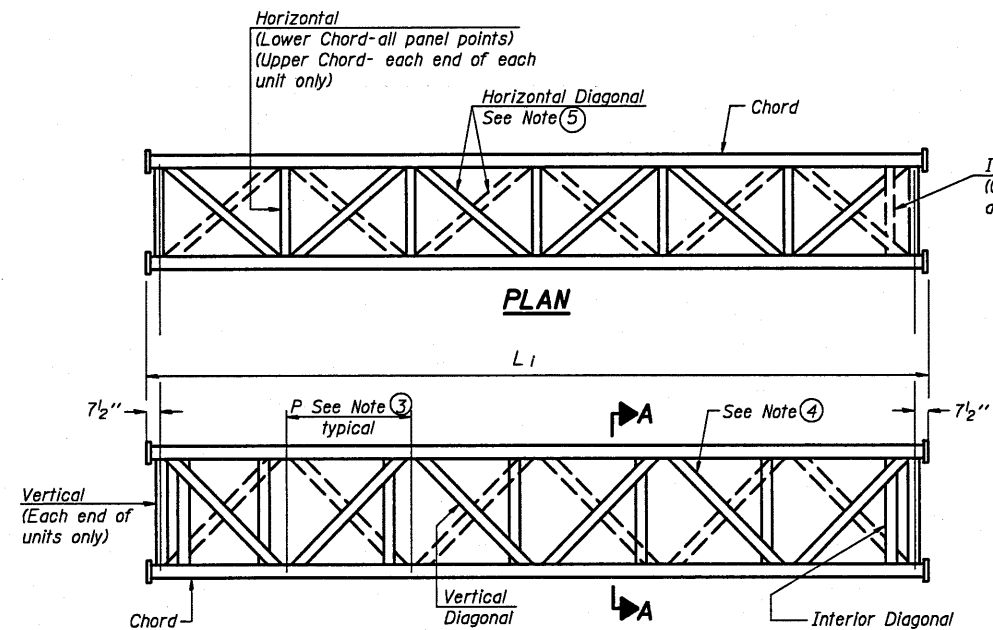 Horizontal
(Lower Chord-all panel points)
(Upper Chord- each end of each
unit only)
Horizontal Diagonal
See Note 5
Chord
PLAN
L1
7½"
P See Note 3
typical
A
See Note 4
7½"
Vertical
(Each end of
units only)
Chord
Vertical
Diagonal
A
Interior Diagonal